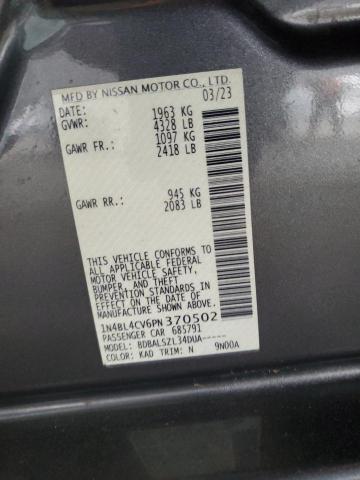 MFD BY NISSAN MOTOR CO., LTD.
DATE: 03/23
GVWR: 1963 KG
4328 LB
GAWR FR.: 1097 KG
2418 LB
GAWR RR.: 945 KG
2083 LB
THIS VEHICLE CONFORMS TO
ALL APPLICABLE FEDERAL
MOTOR VEHICLE SAFETY,
BUMPER, AND THEFT
PREVENTION STANDARDS IN
EFFECT ON THE DATE OF
MANUFACTURE SHOWN ABOVE.
1N4BL4CV6PN370502
PASSENGER CAR 685791
MODEL: BDBALSZL34DUA-----
COLOR: KAD TRIM: N 9N00A